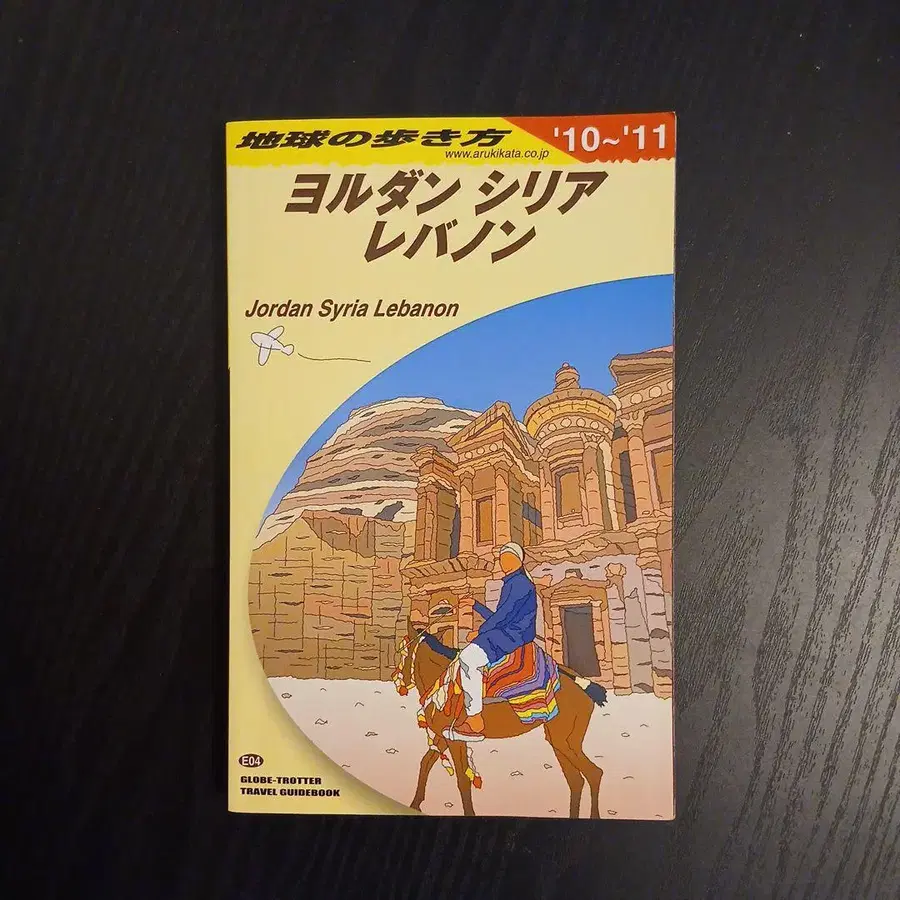 地球の歩き方
www.arukikata.co.jp
'10~'11
ヨルダン シリア
レバノン
Jordan Syria Lebanon
E04
GLOBE-TROTTER
TRAVEL GUIDEBOOK